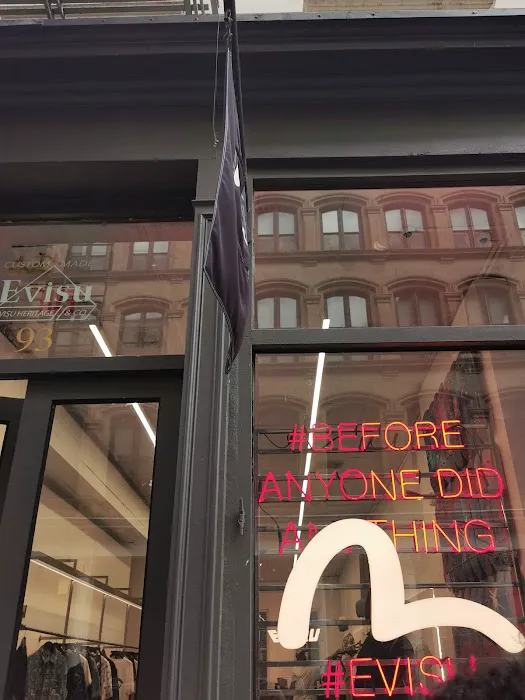 CUSTOM MADE
Evisu
EVISU HERITAGE & CO.
93
#BEFORE
ANYONE DID
ANYTHING
#EVISU